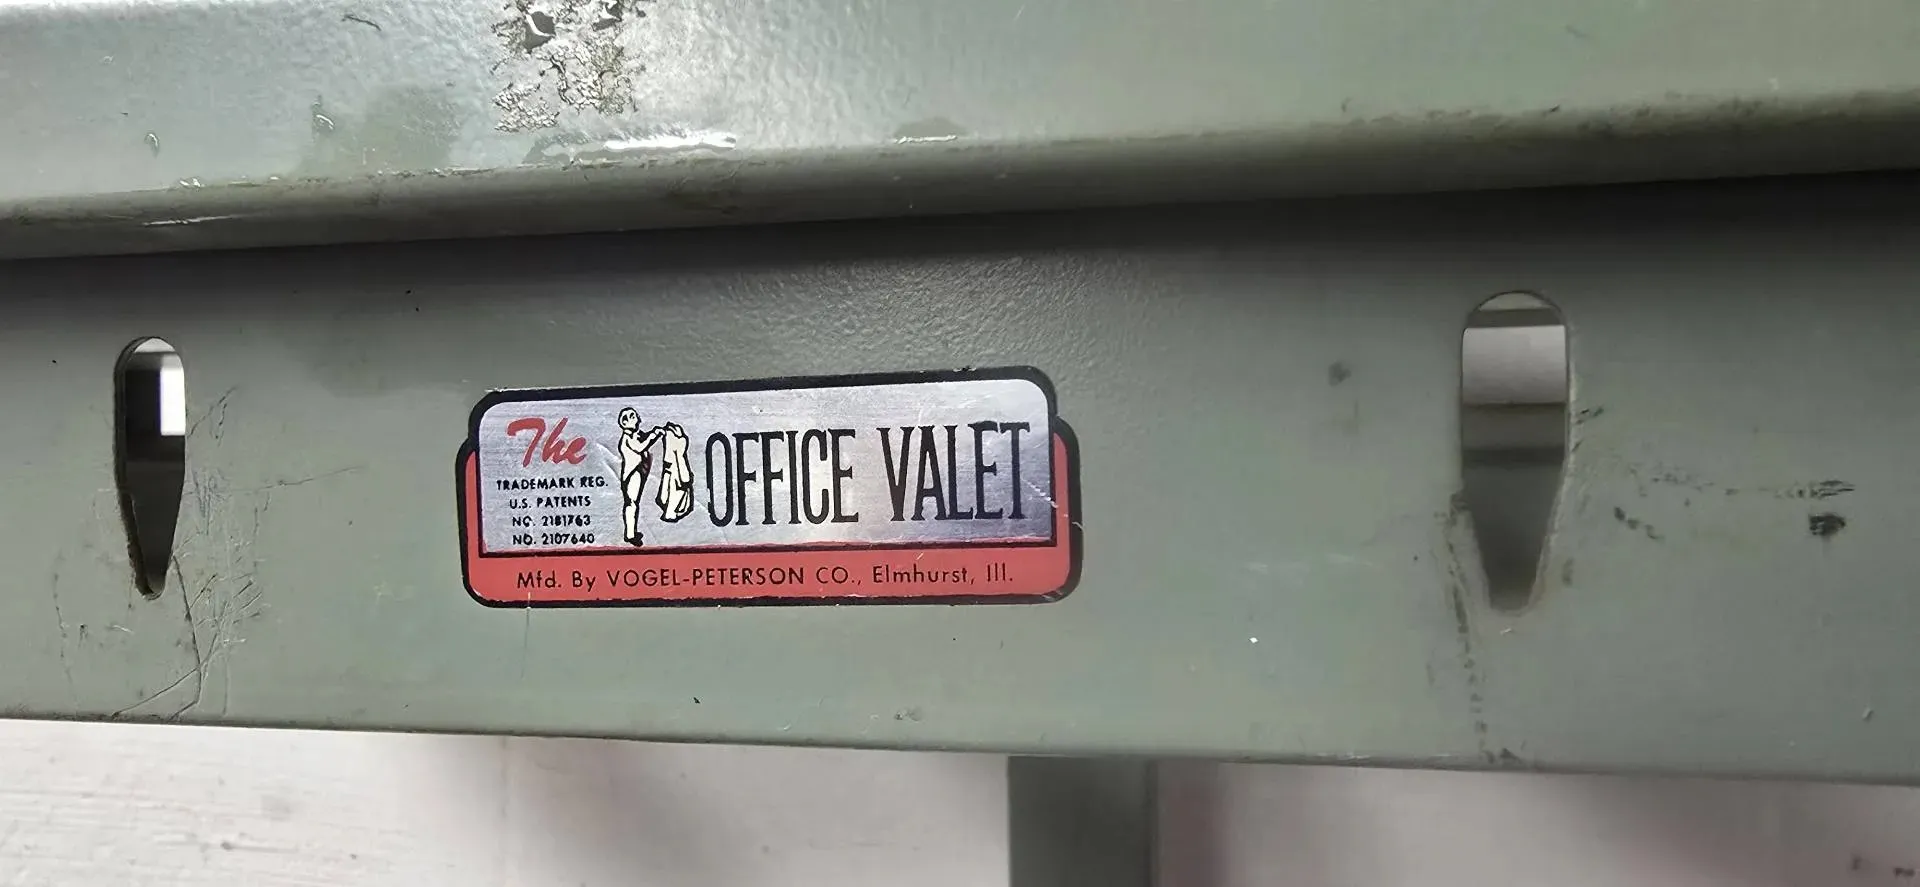 The OFFICE VALET
TRADEMARK REG.
U.S. PATENTS
NO. 2181763
NO. 2107640
Mfd. By VOGEL-PETERSON CO., Elmhurst, Ill.